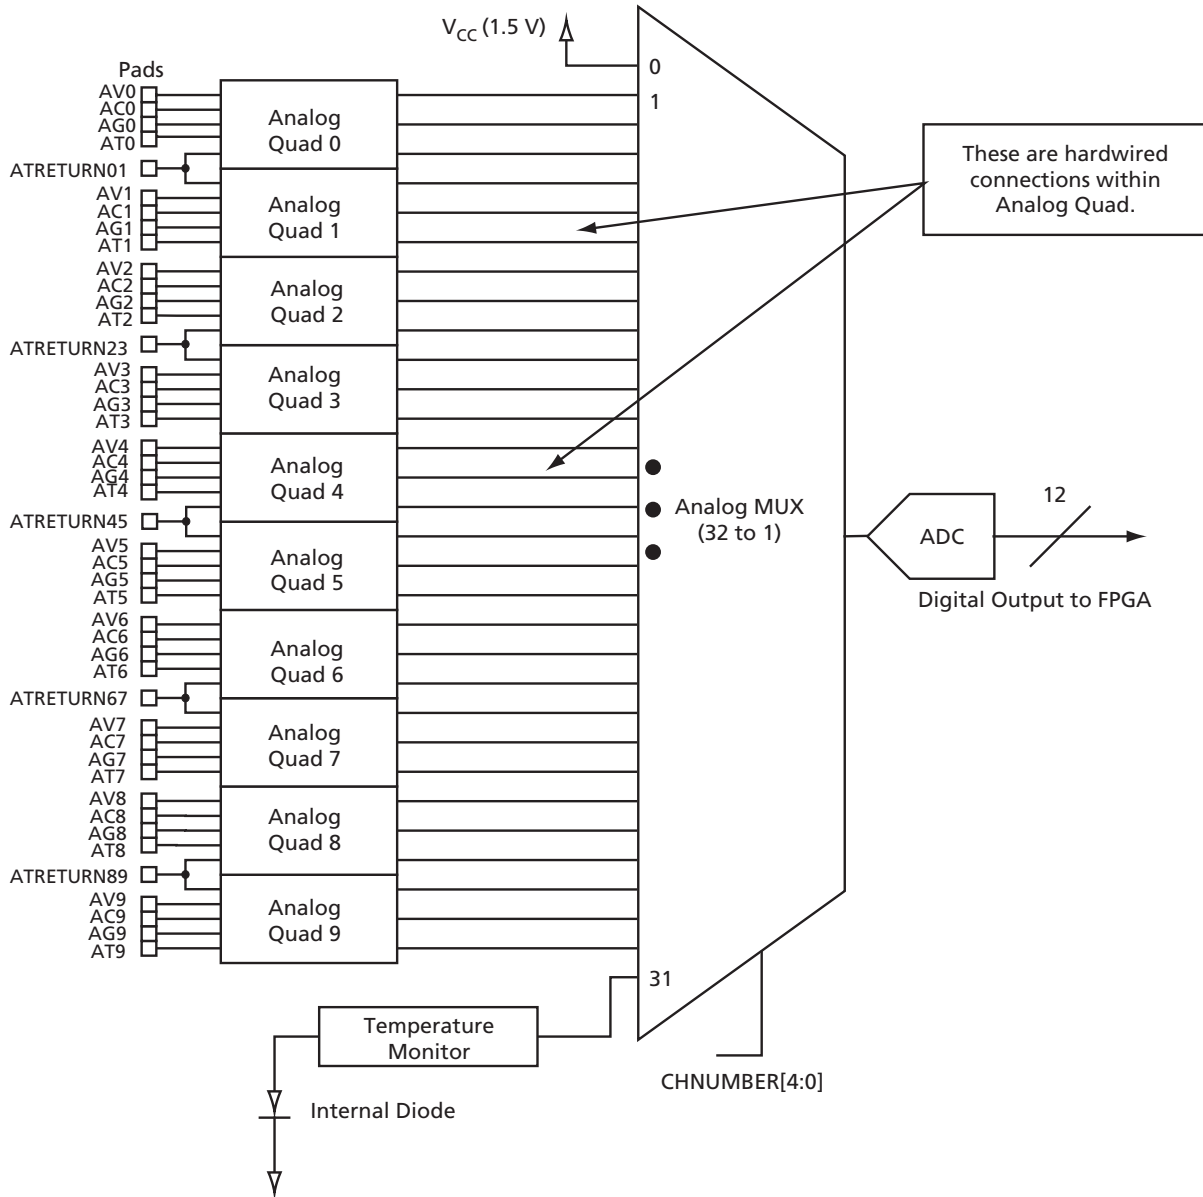 V_CC (1.5 V)
Pads
0
1
AV0
AC0
AG0
AT0
Analog
Quad 0
ATRETURN01
AV1
AC1
AG1
AT1
Analog
Quad 1
These are hardwired
connections within
Analog Quad.
AV2
AC2
AG2
AT2
Analog
Quad 2
ATRETURN23
AV3
AC3
AG3
AT3
Analog
Quad 3
AV4
AC4
AG4
AT4
Analog
Quad 4
ATRETURN45
Analog MUX
(32 to 1)
ADC
12
Digital Output to FPGA
AV5
AC5
AG5
AT5
Analog
Quad 5
AV6
AC6
AG6
AT6
Analog
Quad 6
ATRETURN67
AV7
AC7
AG7
AT7
Analog
Quad 7
AV8
AC8
AG8
AT8
Analog
Quad 8
ATRETURN89
AV9
AC9
AG9
AT9
Analog
Quad 9
31
Temperature
Monitor
CHNUMBER[4:0]
Internal Diode